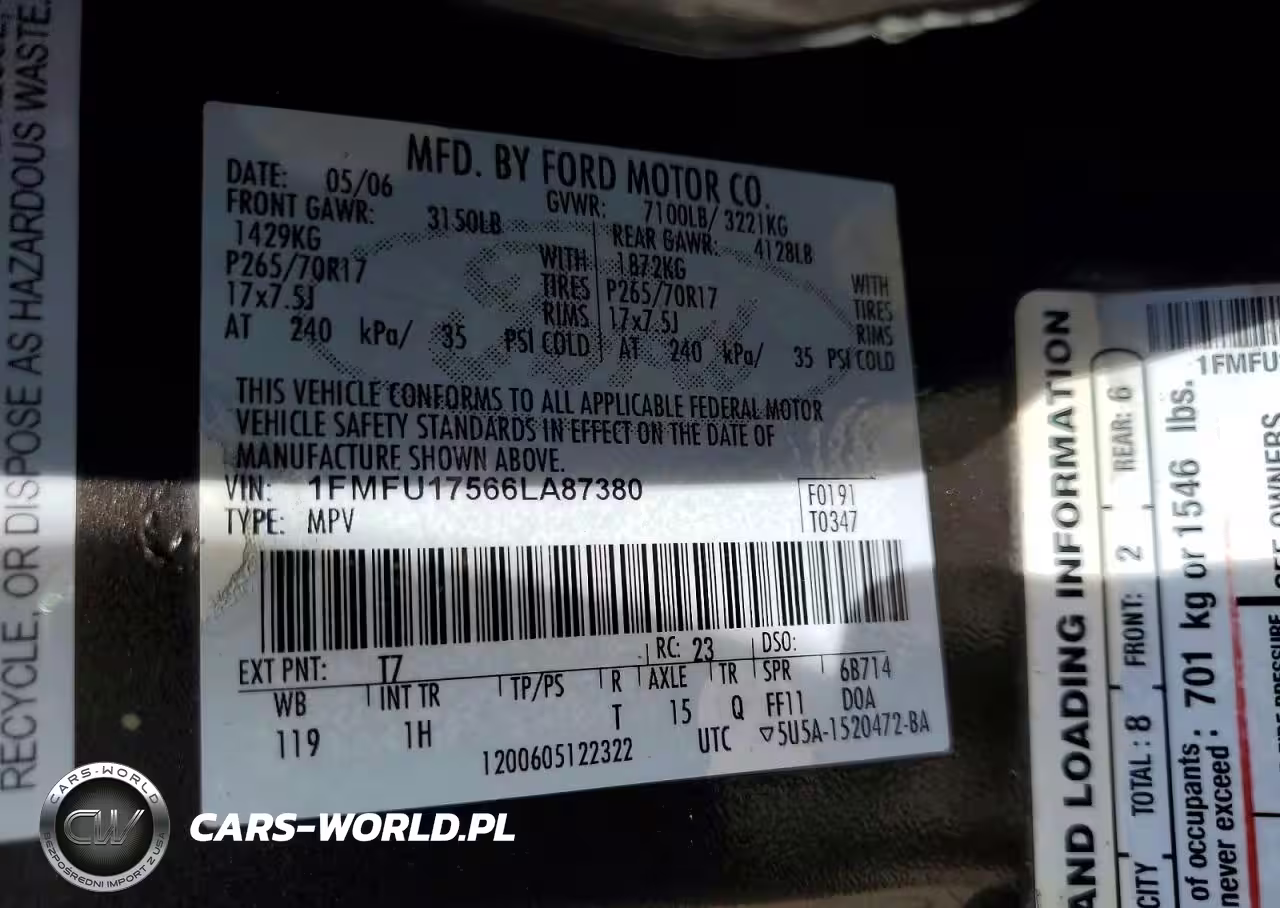 RECYCLE, OR DISPOSE AS HAZARDOUS WASTE.
MFD. BY FORD MOTOR CO.
DATE: 05/06 GVWR: 7100LB/ 3221KG
FRONT GAWR: 3150LB REAR GAWR: 4128LB
1429KG WITH 1872KG WITH
P265/70R17 TIRES P265/70R17 TIRES
17x7.5J RIMS 17x7.5J RIMS
AT 240 kPa/ 35 PSI COLD AT 240 kPa/ 35 PSI COLD
THIS VEHICLE CONFORMS TO ALL APPLICABLE FEDERAL MOTOR
VEHICLE SAFETY STANDARDS IN EFFECT ON THE DATE OF
MANUFACTURE SHOWN ABOVE.
VIN: 1FMFU17566LA87380 F0191
TYPE: MPV T0347
EXT PNT: T7 RC: 23 DSO:
WB INT TR TP/PS R AXLE TR SPR 6B714
119 1H T 15 Q FF11 DOA
1200605122322 UTC ▽5U5A-1520472-BA
AND LOADING INFORMATION
CITY TOTAL: 8 FRONT: 2 REAR: 6
of occupants: 701 kg or 1546 lbs.
never exceed:
1FMFU
CARS-WORLD
CW
BEZPOŚREDNI IMPORT Z USA
CARS-WORLD.PL